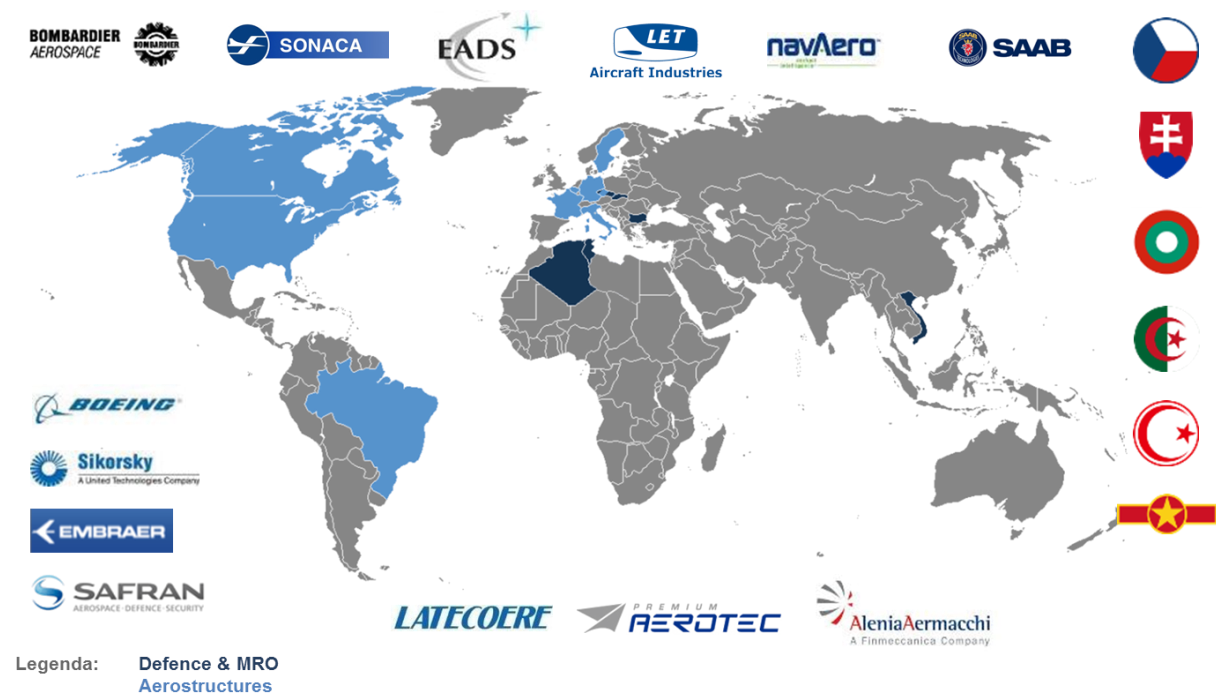 BOMBARDIER
AEROSPACE
BOMBARDIER
SONACA
EADS
LET
Aircraft Industries
navAero
SAAB
SAAB
BOEING
Sikorsky
A United Technologies Company
EMBRAER
SAFRAN
AEROSPACE · DEFENCE · SECURITY
LATECOERE
PREMIUM
AEROTEC
AleniaAermacchi
A Finmeccanica Company
Legenda: Defence & MRO
Aerostructures